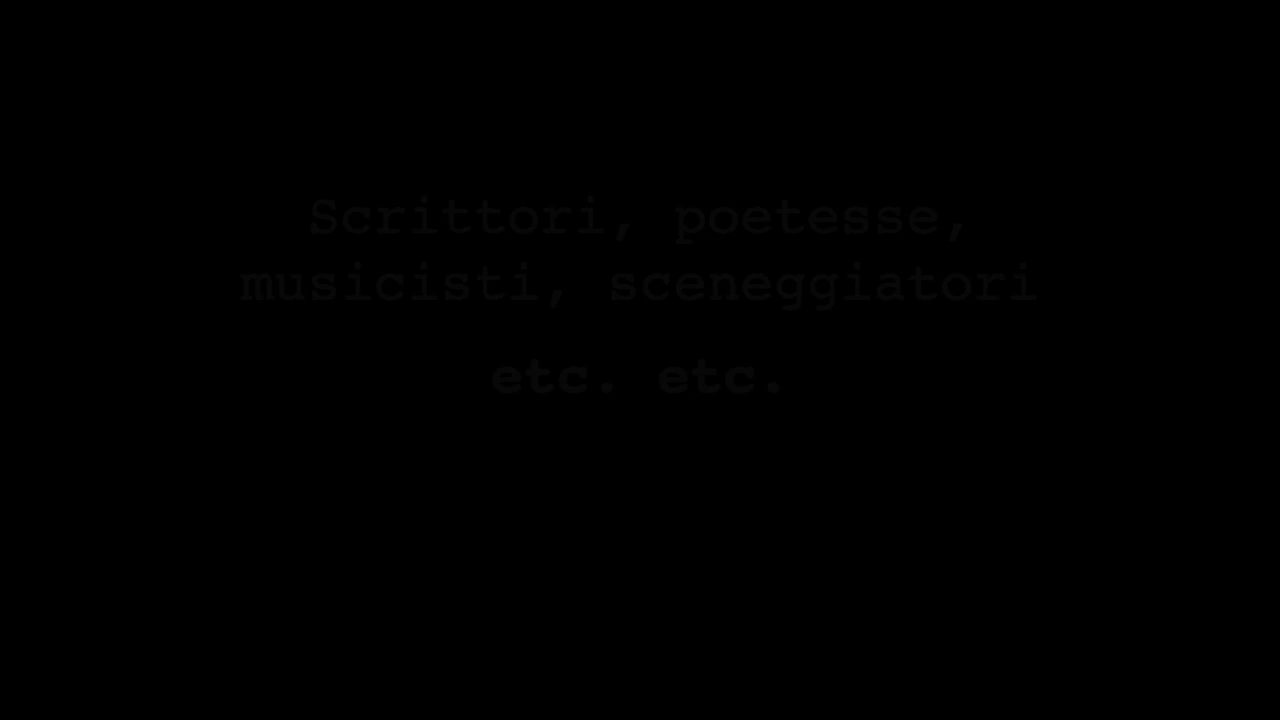 Scrittori, poetesse,
musicisti, sceneggiatori
etc. etc.